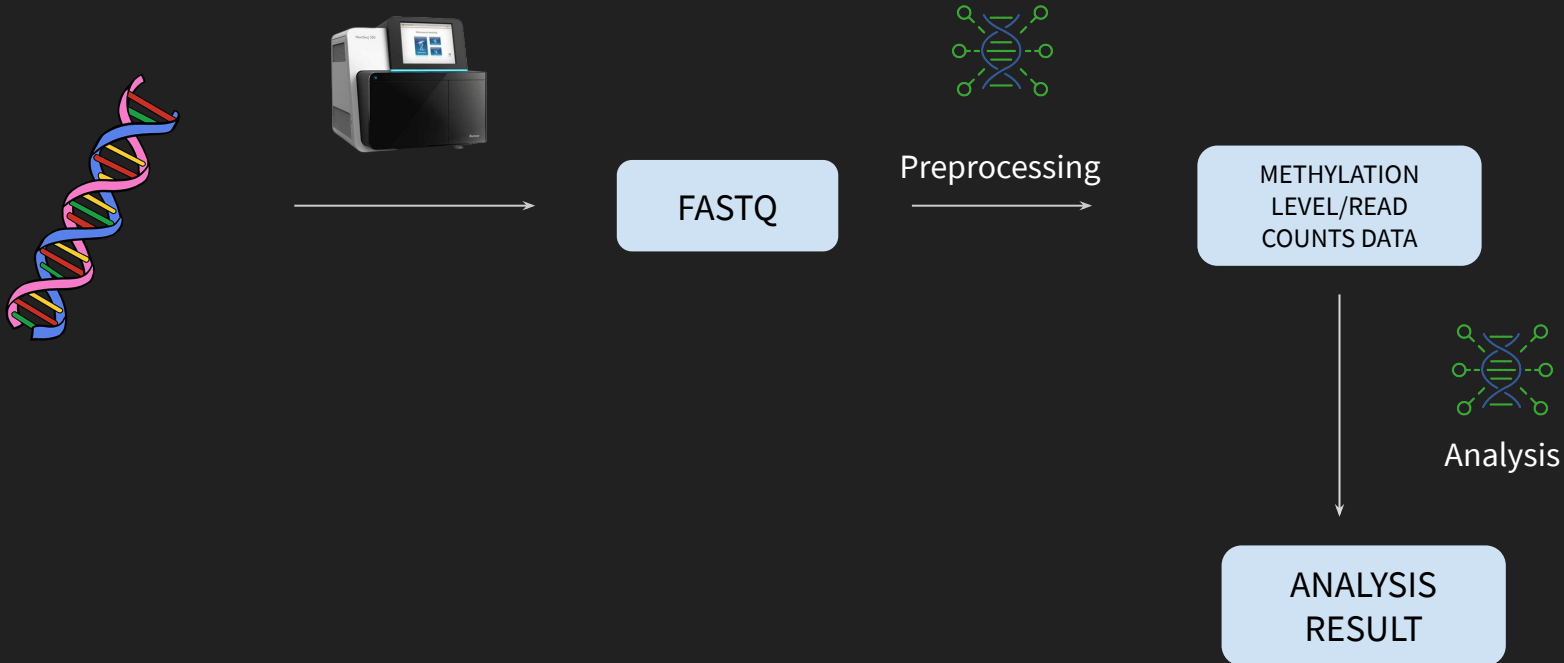 FASTQ
Preprocessing
METHYLATION
LEVEL/READ
COUNTS DATA
Analysis
ANALYSIS
RESULT